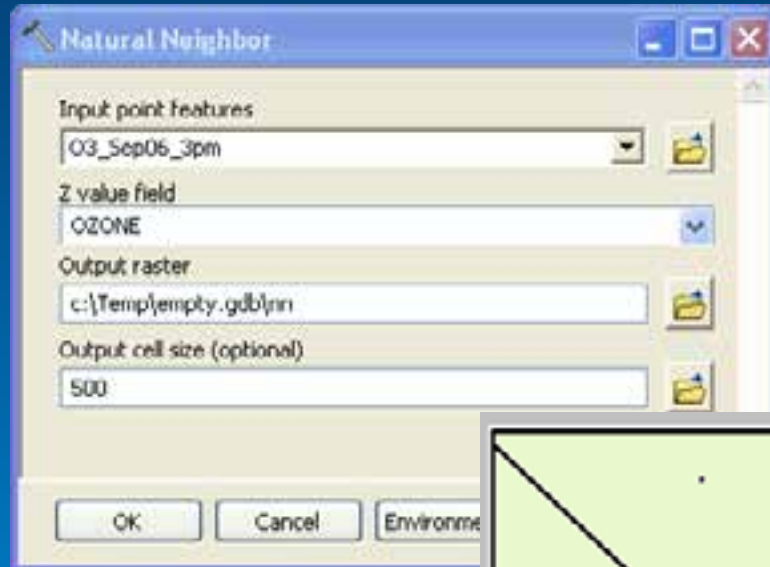 Natural Neighbor
Input point features
O3_Sep06_3pm
Z value field
OZONE
Output raster
c:\Temp\empty.gdb\nn
Output cell size (optional)
500
OK
Cancel
Environme